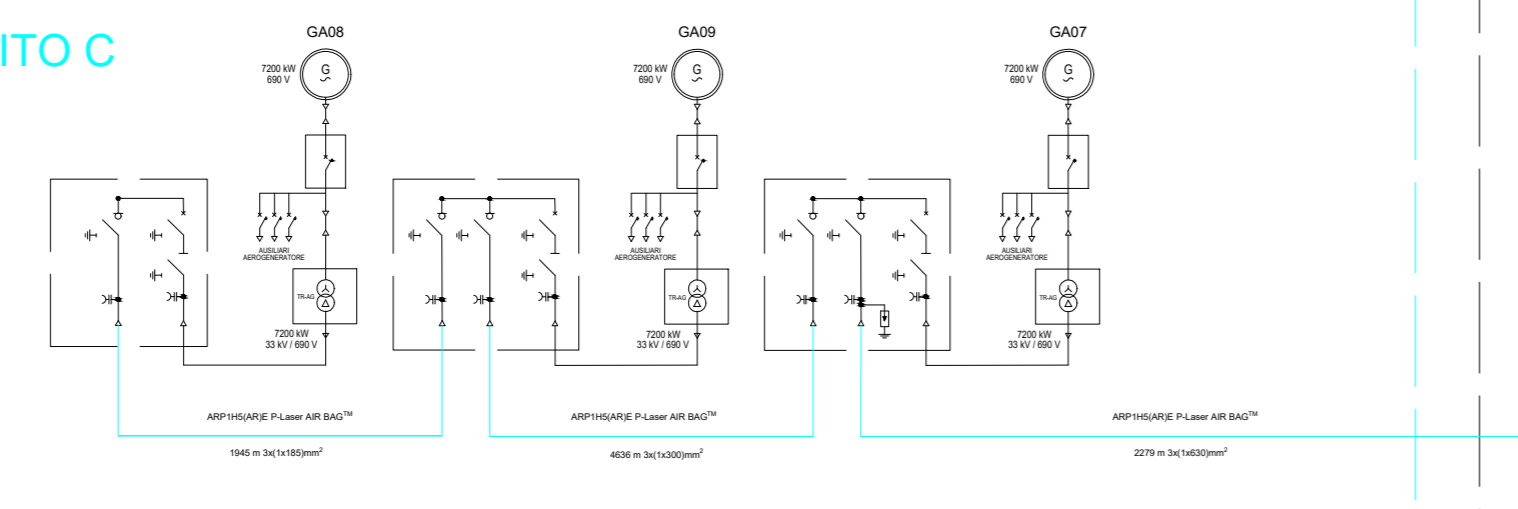 ITO C
GA08
7200 kW
690 V
G
AUSILIARI
AEROGENERATORE
TR-AG
7200 kW
33 kV / 690 V
GA09
7200 kW
690 V
G
AUSILIARI
AEROGENERATORE
TR-AG
7200 kW
33 kV / 690 V
GA07
7200 kW
690 V
G
AUSILIARI
AEROGENERATORE
TR-AG
7200 kW
33 kV / 690 V
ARP1H5(AR)E P-Laser AIR BAG™
1945 m 3x(1x185)mm²
ARP1H5(AR)E P-Laser AIR BAG™
4636 m 3x(1x300)mm²
ARP1H5(AR)E P-Laser AIR BAG™
2279 m 3x(1x630)mm²